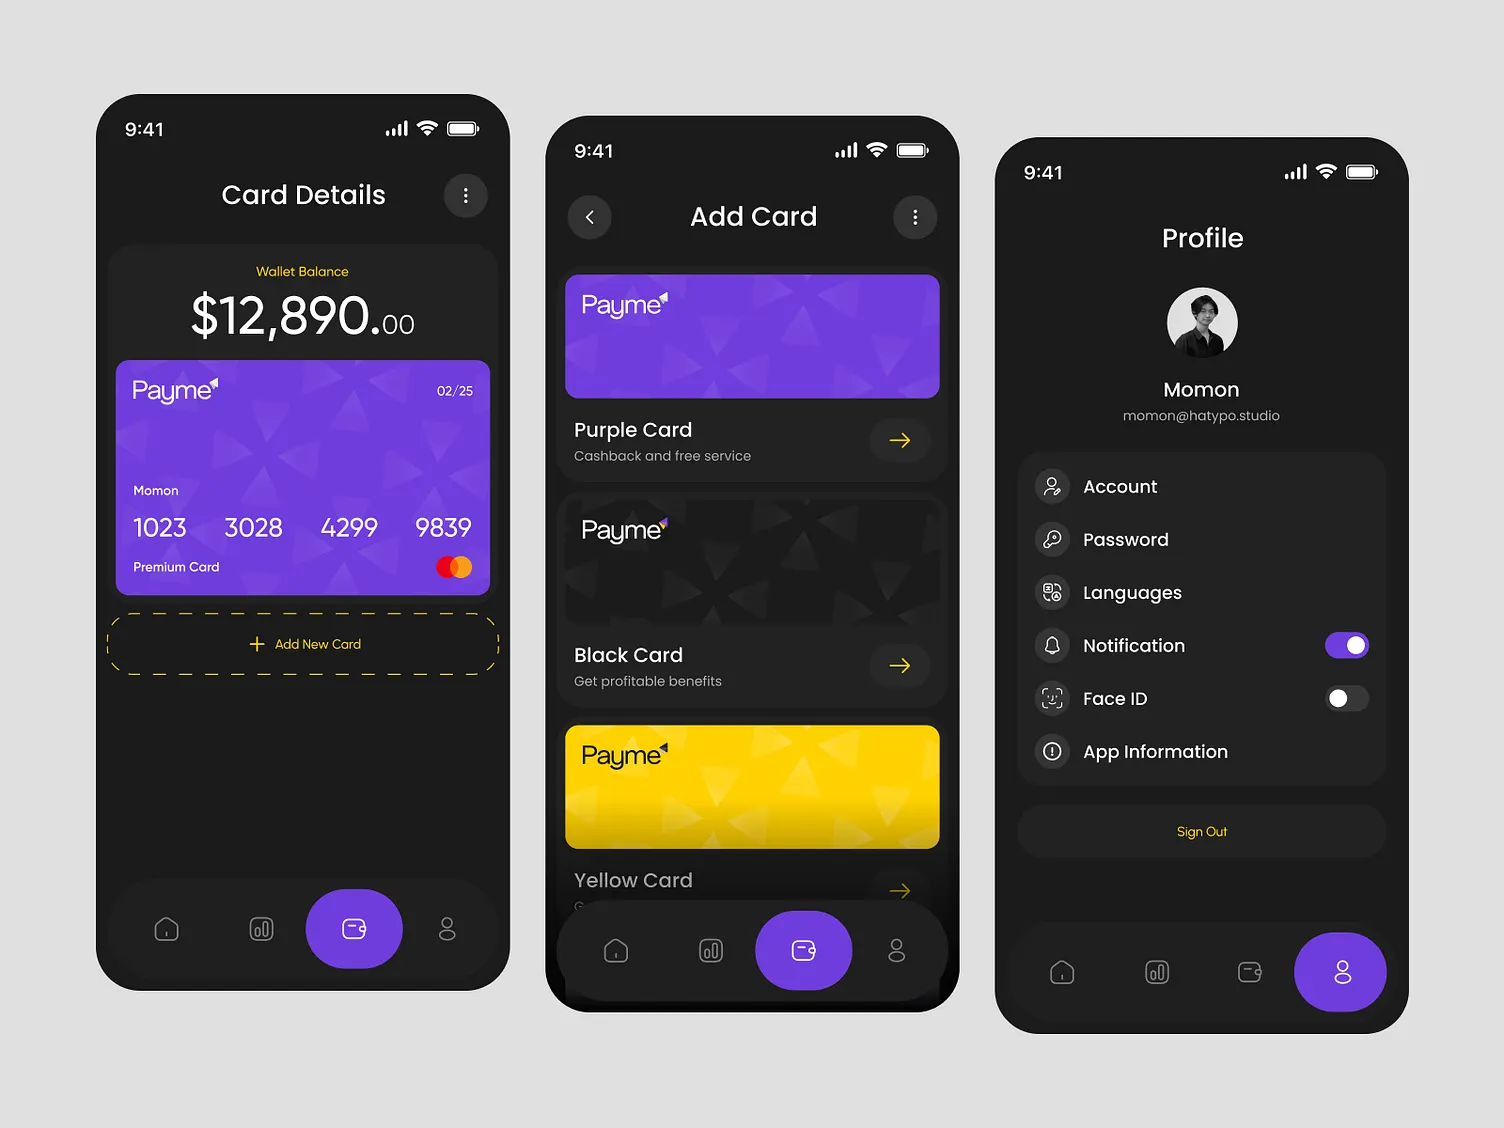 9:41
Card Details
Wallet Balance
$12,890.00
Payme
02/25
Momon
1023 3028 4299 9839
Premium Card
+ Add New Card
9:41
Add Card
Payme
Purple Card
Cashback and free service
Payme
Black Card
Get profitable benefits
Payme
Yellow Card
9:41
Profile
Momon
momon@hatypo.studio
Account
Password
Languages
Notification
Face ID
App Information
Sign Out